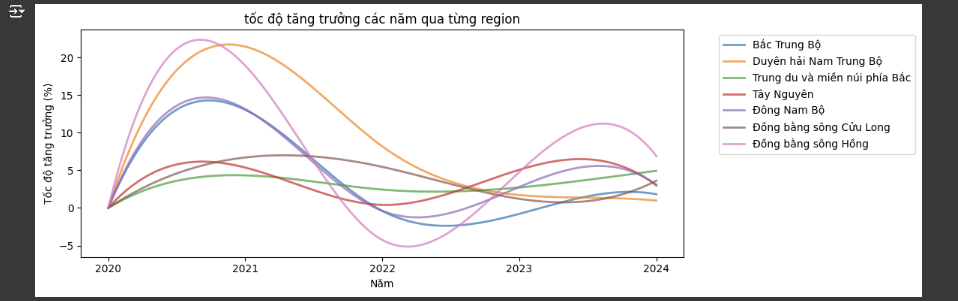 tốc độ tăng trưởng các năm qua từng region
Tốc độ tăng trưởng (%)
20
15
10
5
0
−5
2020
2021
2022
2023
2024
Năm
Bắc Trung Bộ
Duyên hải Nam Trung Bộ
Trung du và miền núi phía Bắc
Tây Nguyên
Đông Nam Bộ
Đồng bằng sông Cửu Long
Đồng bằng sông Hồng